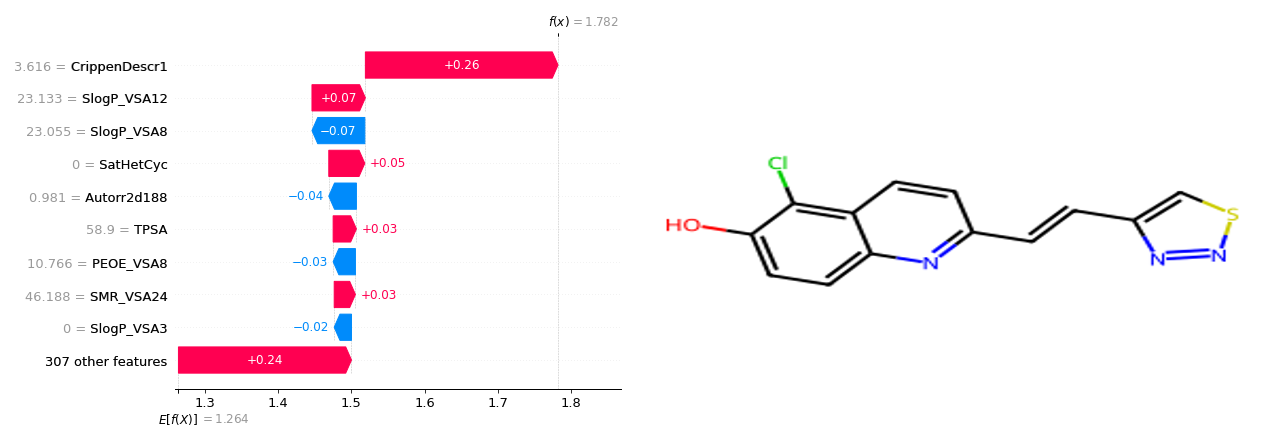 f(x) = 1.782
3.616 = CrippenDescr1
+0.26
23.133 = SlogP_VSA12
+0.07
23.055 = SlogP_VSA8
−0.07
0 = SatHetCyc
+0.05
0.981 = Autorr2d188
−0.04
58.9 = TPSA
+0.03
10.766 = PEOE_VSA8
−0.03
46.188 = SMR_VSA24
+0.03
0 = SlogP_VSA3
−0.02
307 other features
+0.24
1.3 1.4 1.5 1.6 1.7 1.8
E[f(X)] = 1.264
Cl
HO
N
S
N N